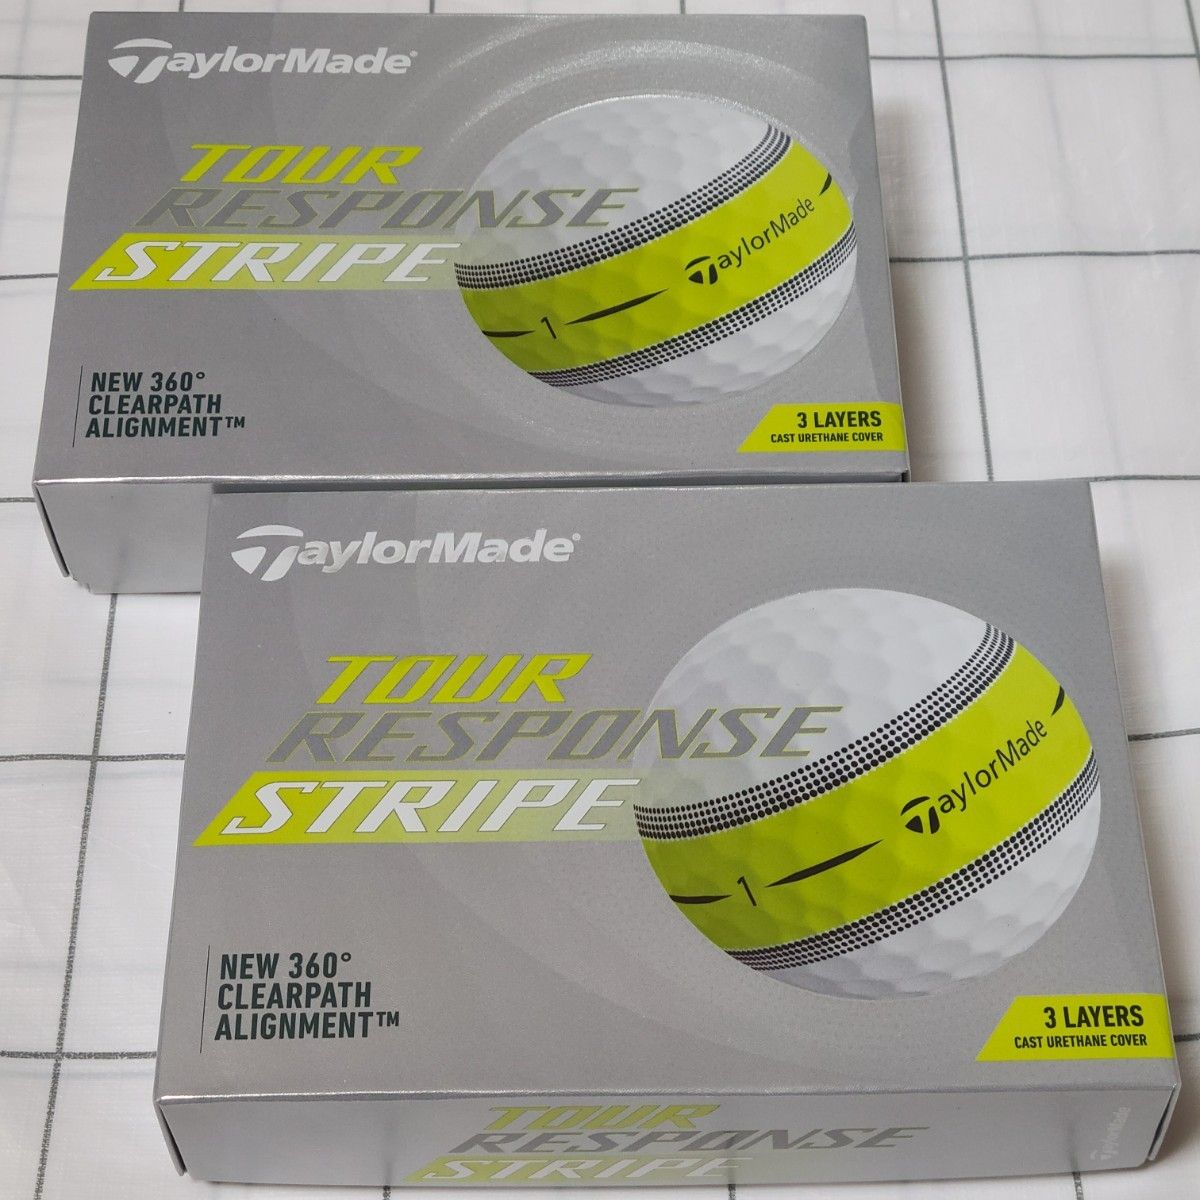 TaylorMade®
TOUR
RESPONSE
STRIPE
TaylorMade
1
NEW 360°
CLEARPATH
ALIGNMENT™
3 LAYERS
CAST URETHANE COVER
TaylorMade®
TOUR
RESPONSE
STRIPE
TaylorMade
1
NEW 360°
CLEARPATH
ALIGNMENT™
3 LAYERS
CAST URETHANE COVER
TOUR
RESPONSE
STRIPE
TaylorMade